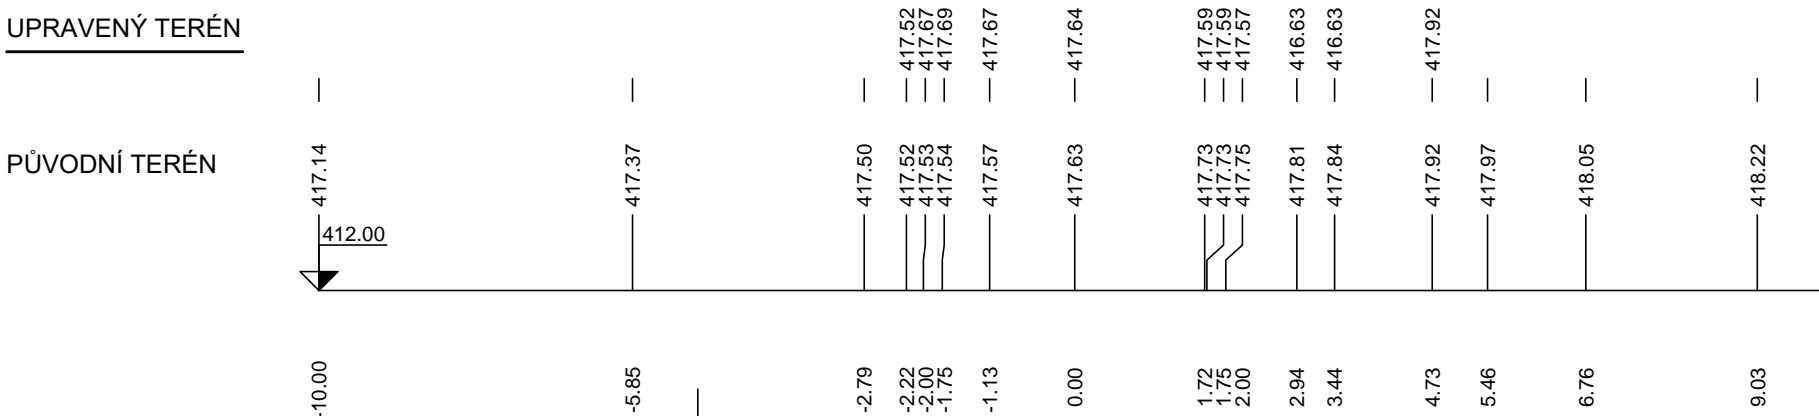 UPRAVENÝ TERÉN 417.52 417.67 417.69 417.67 417.64 417.59 417.59 417.57 416.63 416.63 417.92
PŮVODNÍ TERÉN 417.14 417.37 417.50 417.52 417.53 417.54 417.57 417.63 417.73 417.73 417.75 417.81 417.84 417.92 417.97 418.05 418.22
412.00
-10.00 -5.85 -2.79 -2.22 -2.00 -1.75 -1.13 0.00 1.72 1.75 2.00 2.94 3.44 4.73 5.46 6.76 9.03